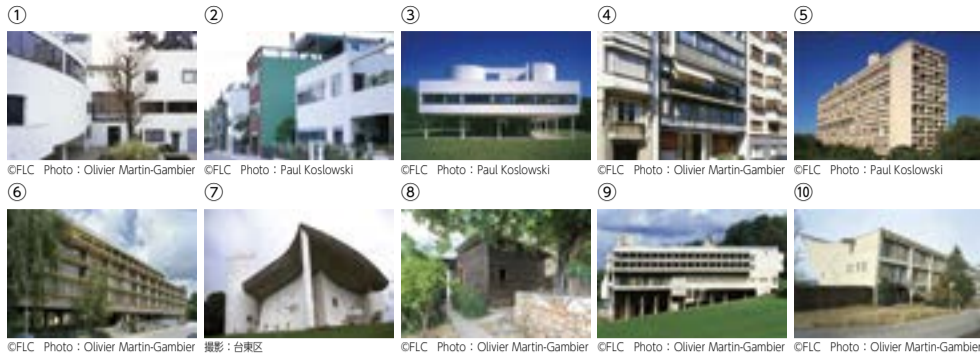 ①
②
③
④
⑤
©FLC Photo：Olivier Martin-Gambier
©FLC Photo：Paul Koslowski
©FLC Photo：Paul Koslowski
©FLC Photo：Olivier Martin-Gambier
©FLC Photo：Paul Koslowski
⑥
⑦
⑧
⑨
⑩
©FLC Photo：Olivier Martin-Gambier
撮影：台東区
©FLC Photo：Olivier Martin-Gambier
©FLC Photo：Olivier Martin-Gambier
©FLC Photo：Olivier Martin-Gambier